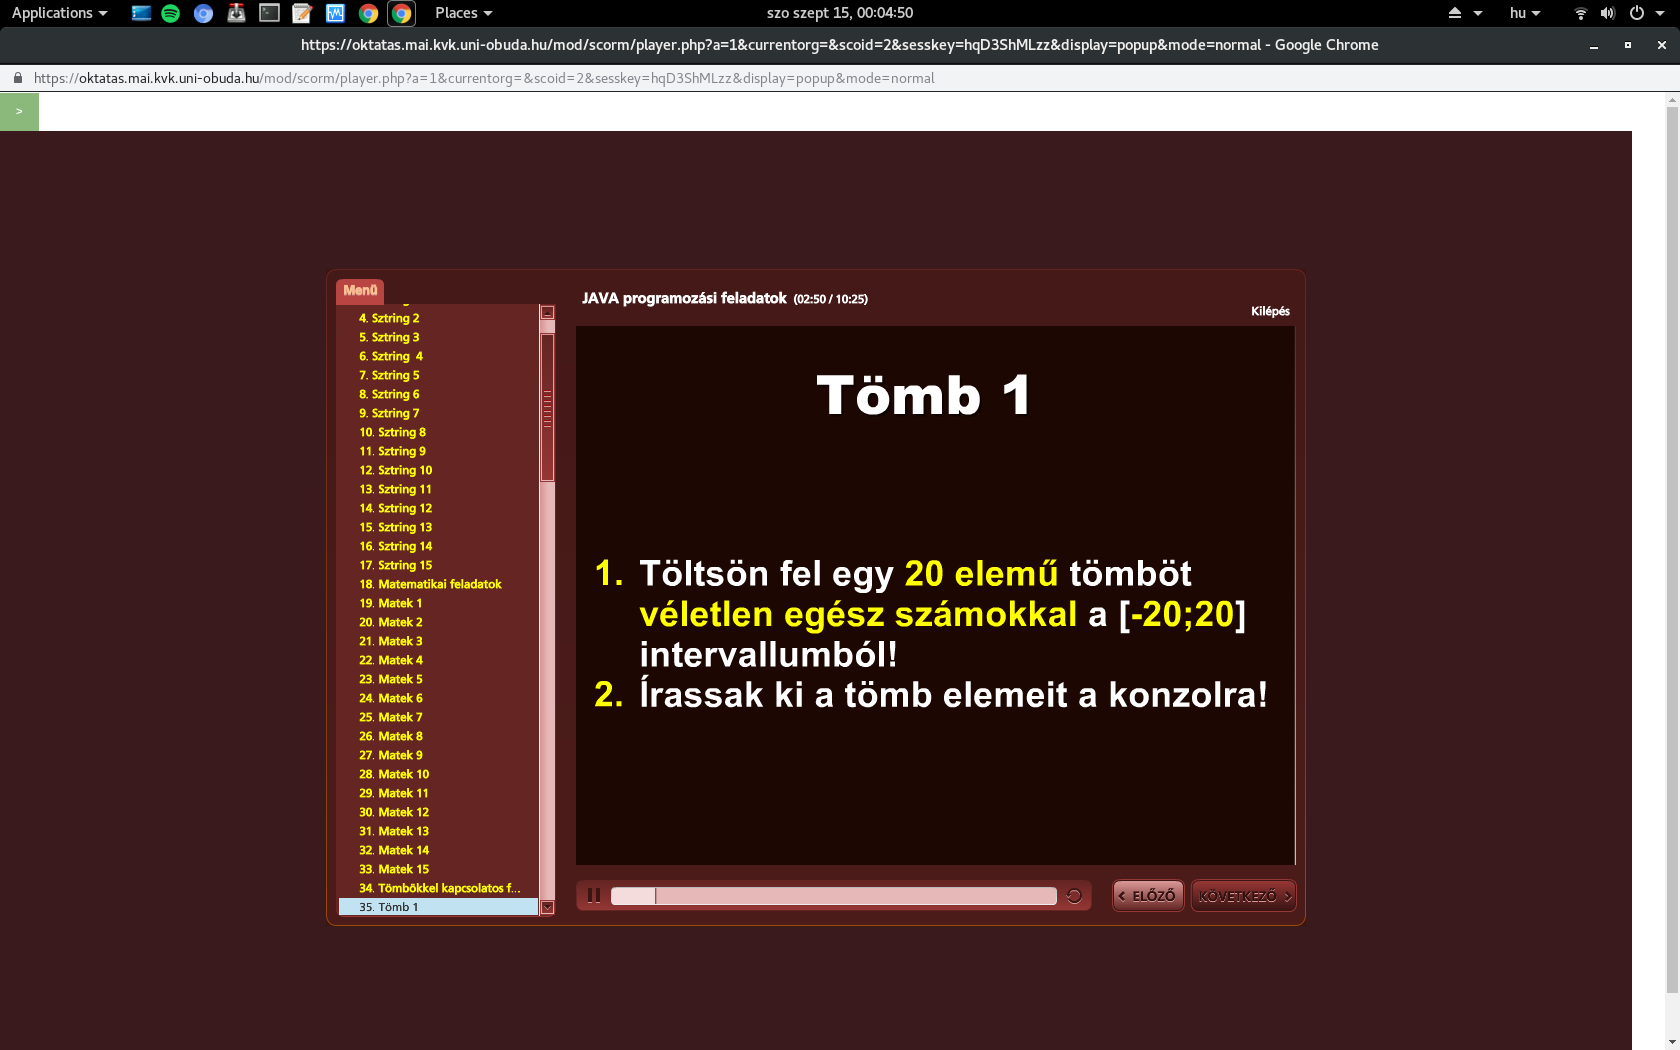 Applications
Places
szo szept 15, 00:04:50
hu
https://oktatas.mai.kvk.uni-obuda.hu/mod/scorm/player.php?a=1&currentorg=&scoid=2&sesskey=hqD3ShMLzz&display=popup&mode=normal - Google Chrome
https://oktatas.mai.kvk.uni-obuda.hu/mod/scorm/player.php?a=1&currentorg=&scoid=2&sesskey=hqD3ShMLzz&display=popup&mode=normal
>
Menü
4. Sztring 2
5. Sztring 3
6. Sztring 4
7. Sztring 5
8. Sztring 6
9. Sztring 7
10. Sztring 8
11. Sztring 9
12. Sztring 10
13. Sztring 11
14. Sztring 12
15. Sztring 13
16. Sztring 14
17. Sztring 15
18. Matematikai feladatok
19. Matek 1
20. Matek 2
21. Matek 3
22. Matek 4
23. Matek 5
24. Matek 6
25. Matek 7
26. Matek 8
27. Matek 9
28. Matek 10
29. Matek 11
30. Matek 12
31. Matek 13
32. Matek 14
33. Matek 15
34. Tömbökkel kapcsolatos f...
35. Tömb 1
JAVA programozási feladatok (02:50 / 10:25)
Kilépés
Tömb 1
1. Töltsön fel egy 20 elemű tömböt
véletlen egész számokkal a [-20;20]
intervallumból!
2. Írassak ki a tömb elemeit a konzolra!
< ELŐZŐ
KÖVETKEZŐ >